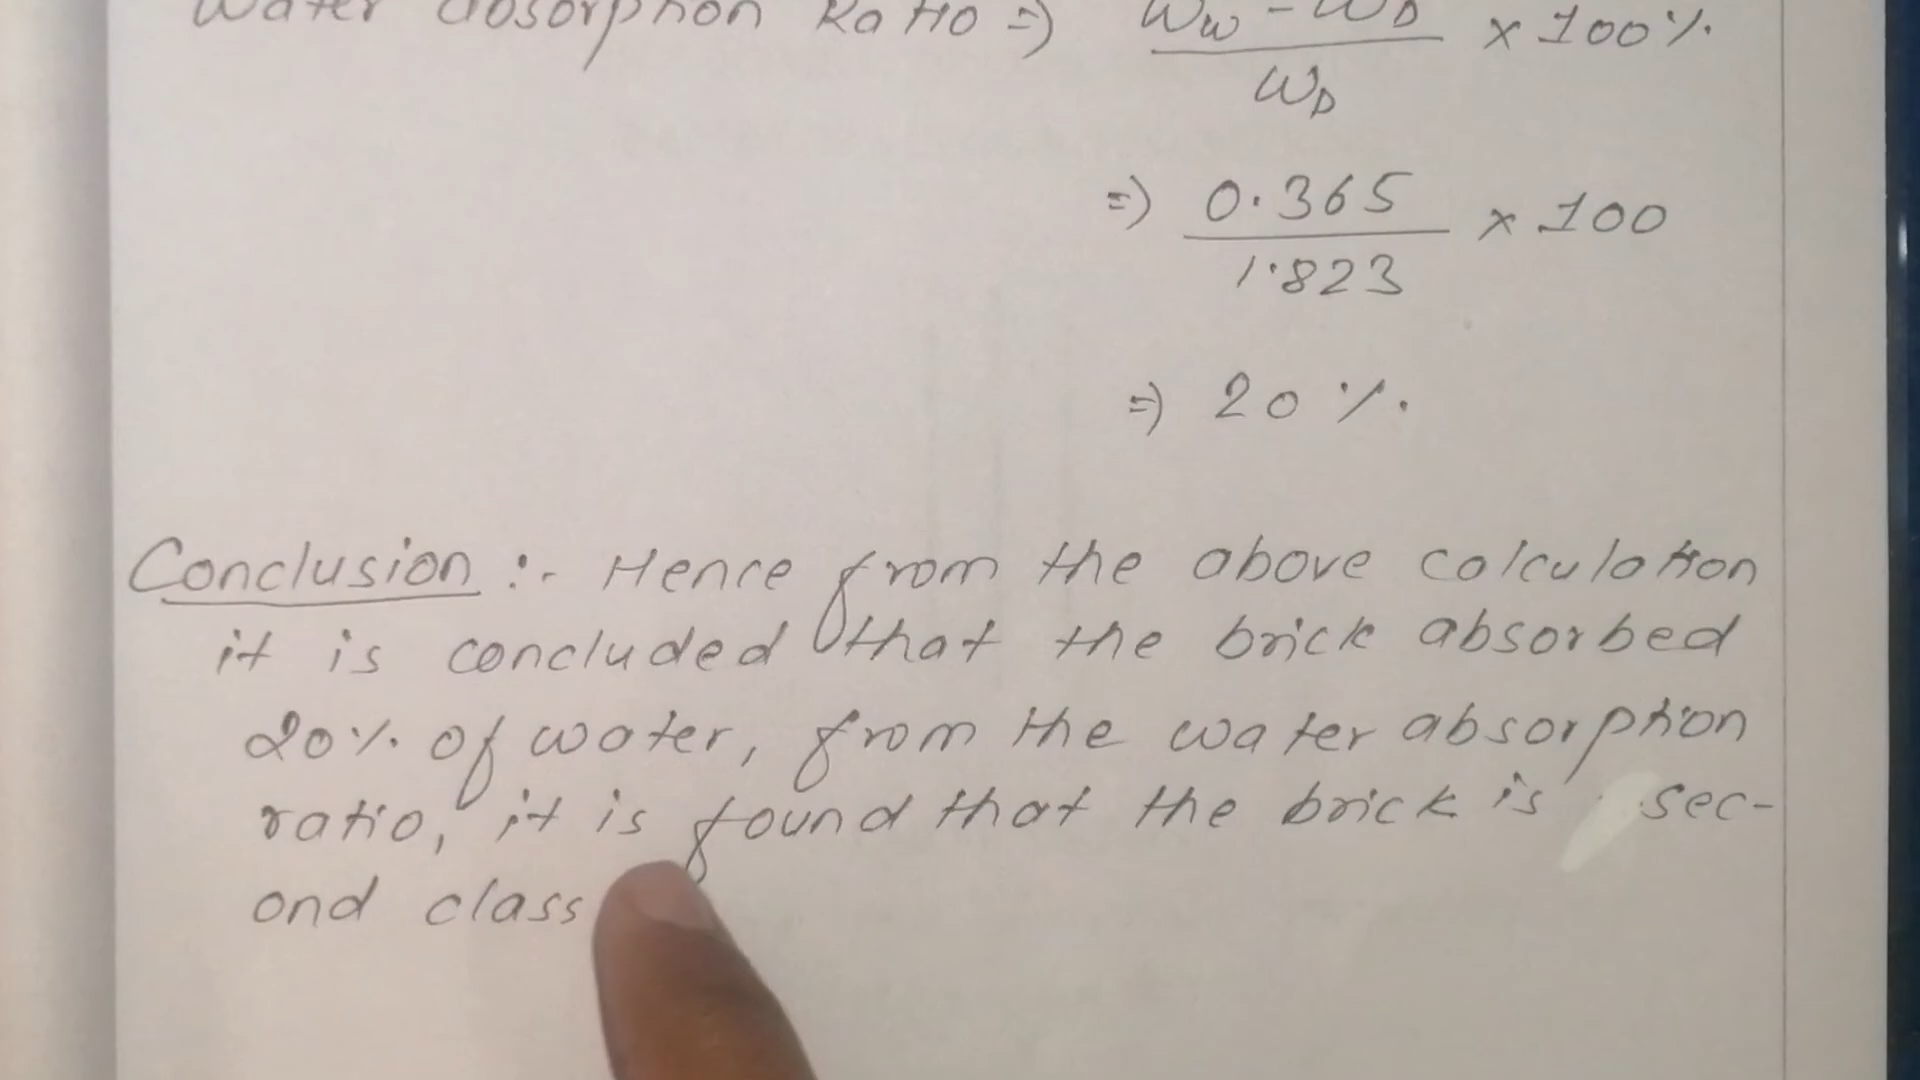 Water absorption Ratio => Ww - WD / WD × 100%
=> 0.365 / 1.823 × 100
=> 20%.
Conclusion :- Hence from the above calculation
it is concluded that the brick absorbed
20% of water, from the water absorption
ratio, it is found that the brick is sec-
ond class